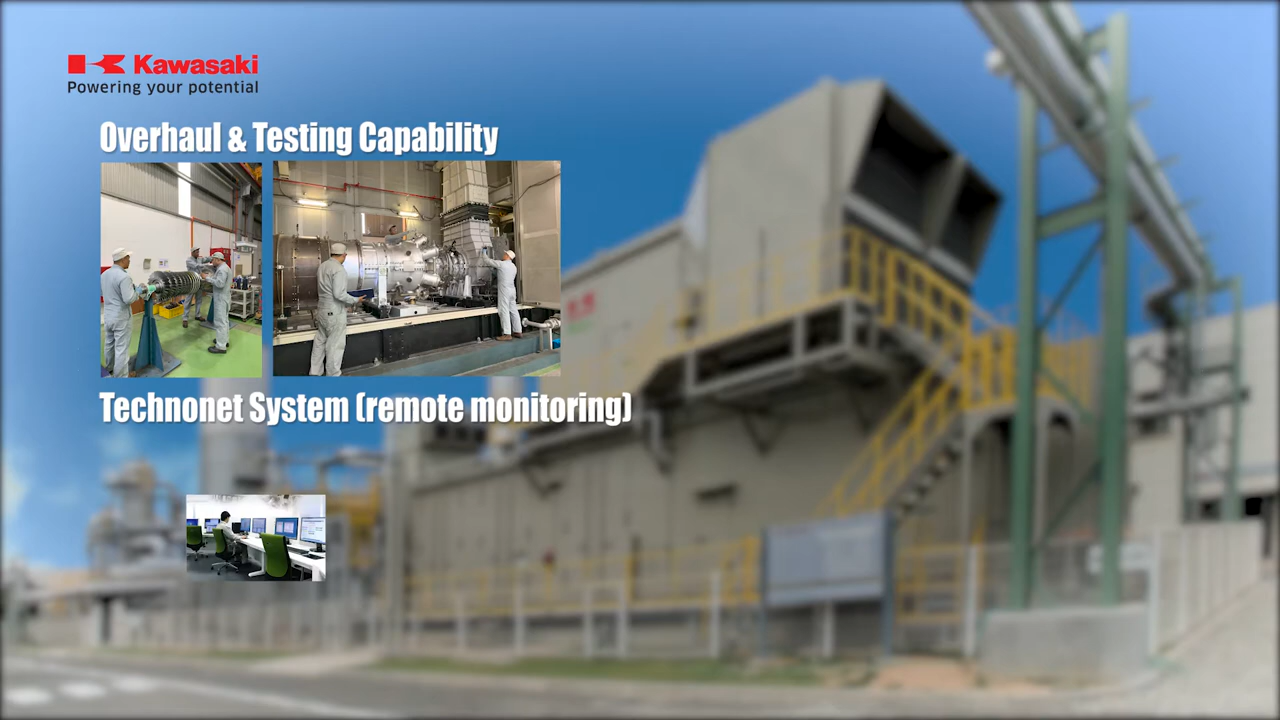 Kawasaki
Powering your potential
Overhaul & Testing Capability
Technonet System (remote monitoring)